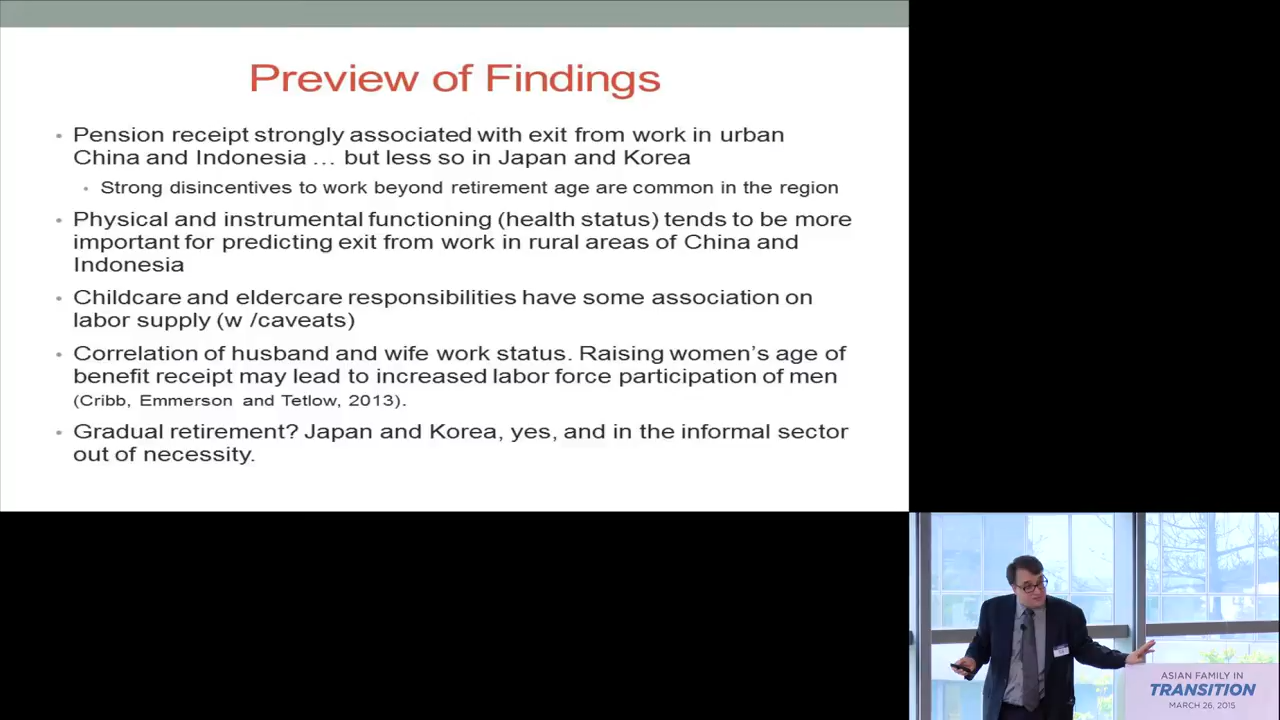 Preview of Findings
• Pension receipt strongly associated with exit from work in urban
China and Indonesia … but less so in Japan and Korea
• Strong disincentives to work beyond retirement age are common in the region
• Physical and instrumental functioning (health status) tends to be more
important for predicting exit from work in rural areas of China and
Indonesia
• Childcare and eldercare responsibilities have some association on
labor supply (w /caveats)
• Correlation of husband and wife work status. Raising women’s age of
benefit receipt may lead to increased labor force participation of men
(Cribb, Emmerson and Tetlow, 2013).
• Gradual retirement? Japan and Korea, yes, and in the informal sector
out of necessity.
ASIAN FAMILY IN
TRANSITION
MARCH 26, 2015